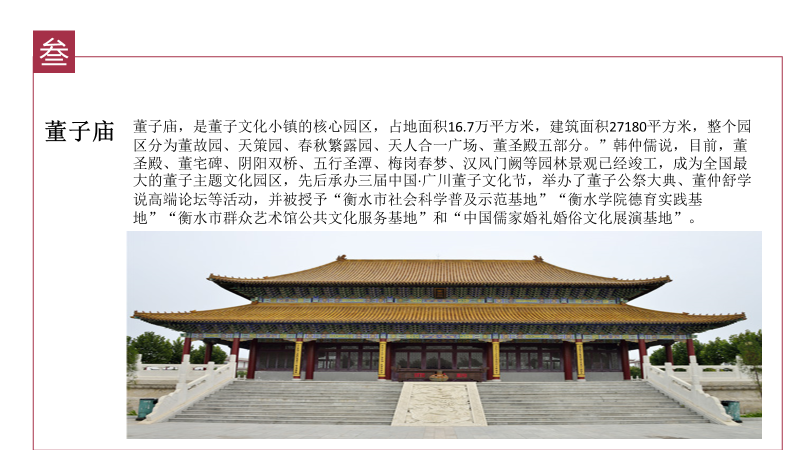 叁
董子庙
董子庙，是董子文化小镇的核心园区，占地面积16.7万平方米，建筑面积27180平方米，整个园
区分为董故园、天策园、春秋繁露园、天人合一广场、董圣殿五部分。”韩仲儒说，目前，董
圣殿、董宅碑、阴阳双桥、五行圣潭、梅岗春梦、汉风门阙等园林景观已经竣工，成为全国最
大的董子主题文化园区，先后承办三届中国·广川董子文化节，举办了董子公祭大典、董仲舒学
说高端论坛等活动，并被授予“衡水市社会科学普及示范基地”“衡水学院德育实践基
地”“衡水市群众艺术馆公共文化服务基地”和“中国儒家婚礼婚俗文化展演基地”。